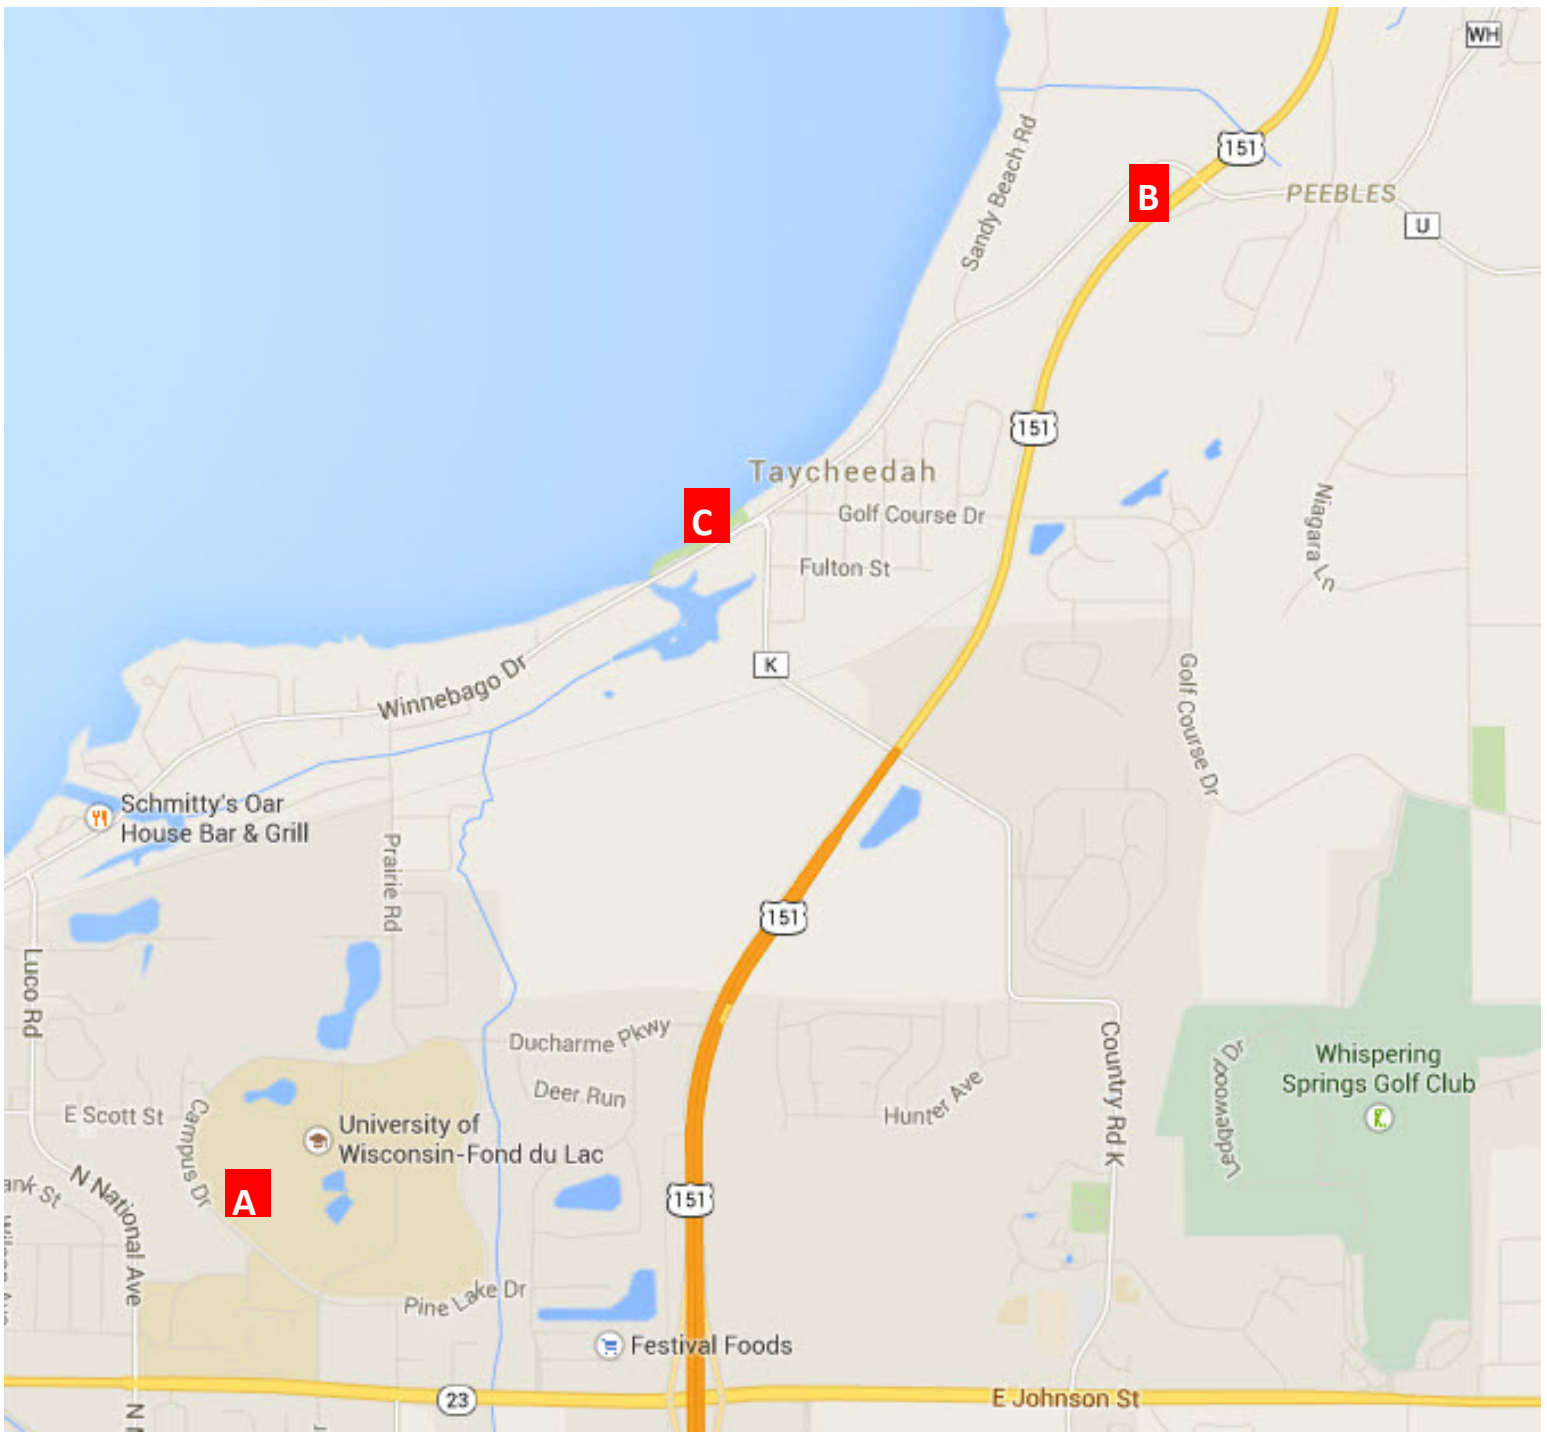 WH
151
Sandy Beach Rd
B
PEEBLES
U
151
Taycheedah
C
Golf Course Dr
Niagara Ln
Fulton St
K
Winnebago Dr
Golf Course Dr
Schmitty's Oar
House Bar & Grill
Prairie Rd
151
Luco Rd
Ducharme Pkwy
Country Rd K
Ledgewood Dr
Whispering
Springs Golf Club
Deer Run
Hunter Ave
E Scott St
Campus Dr
University of
Wisconsin-Fond du Lac
N National Ave
A
151
Pine Lake Dr
Festival Foods
23
E Johnson St